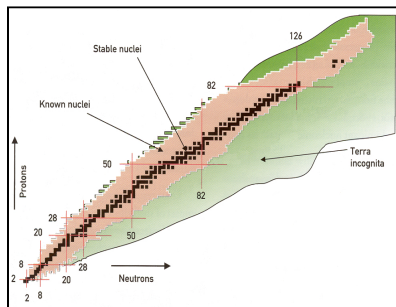 126
Stable nuclei
82
Known nuclei
50
Terra
incognita
82
Protons
28
20
50
8
28
20
Neutrons
2
8
2